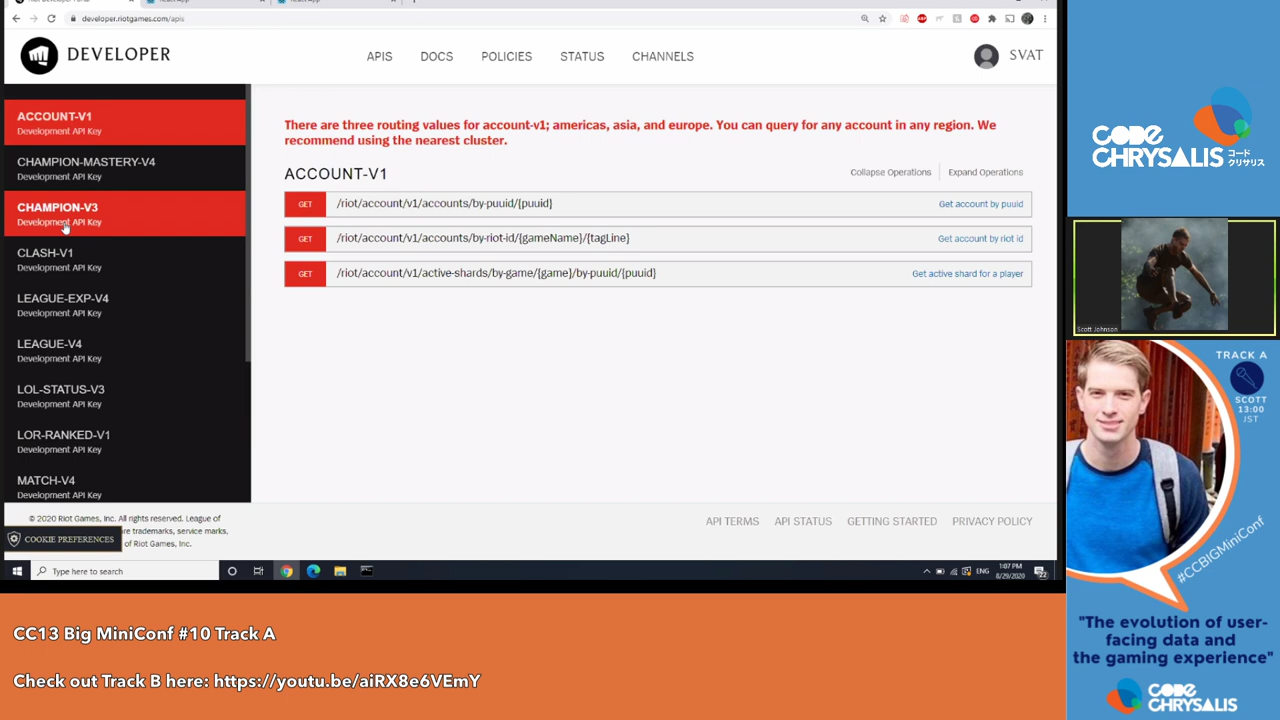 developer.riotgames.com/apis
DEVELOPER
APIS
DOCS
POLICIES
STATUS
CHANNELS
SVAT
ACCOUNT-V1
Development API Key
CHAMPION-MASTERY-V4
Development API Key
CHAMPION-V3
Development API Key
CLASH-V1
Development API Key
LEAGUE-EXP-V4
Development API Key
LEAGUE-V4
Development API Key
LOL-STATUS-V3
Development API Key
LOR-RANKED-V1
Development API Key
MATCH-V4
Development API Key
There are three routing values for account-v1; americas, asia, and europe. You can query for any account in any region. We
recommend using the nearest cluster.
ACCOUNT-V1
Collapse Operations
Expand Operations
GET /riot/account/v1/accounts/by-puuid/{puuid} Get account by puuid
GET /riot/account/v1/accounts/by-riot-id/{gameName}/{tagLine} Get account by riot id
GET /riot/account/v1/active-shards/by-game/{game}/by-puuid/{puuid} Get active shard for a player
© 2020 Riot Games, Inc. All rights reserved. League of
re trademarks, service marks,
of Riot Games, Inc.
COOKIE PREFERENCES
API TERMS
API STATUS
GETTING STARTED
PRIVACY POLICY
Type here to search
ENG
1:07 PM
8/29/2020
22
CODE
CHRYSALIS
コード
クリサリス
Scott Johnson
TRACK A
SCOTT
13:00
JST
#CCBIGMiniConf
"The evolution of user-
facing data and
the gaming experience"
CODE
CHRYSALIS
CC13 Big MiniConf #10 Track A
Check out Track B here: https://youtu.be/aiRX8e6VEmY